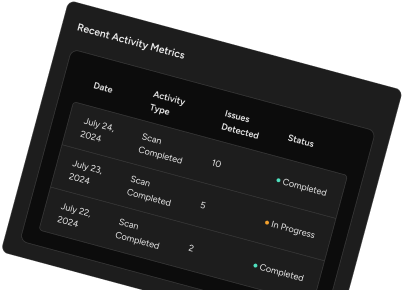 Recent Activity Metrics
Date Activity Type Issues Detected Status
July 24, 2024 Scan Completed 10 Completed
July 23, 2024 Scan Completed 5 In Progress
July 22, 2024 Scan Completed 2 Completed